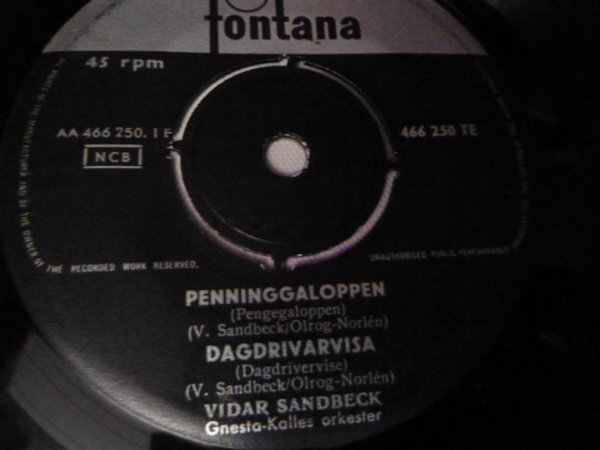 fontana
45 rpm
AA 466 250. 1 F
466 250 TE
NCB
THE RECORDED WORK RESERVED.
UNAUTHORISED PUBLIC PERFORMANCE
PENNINGGALOPPEN
(Pengegaloppen)
(V. Sandbeck/Olrog-Norlén)
DAGDRIVARVISA
(Dagdrivervise)
(V. Sandbeck/Olrog-Norlén)
VIDAR SANDBECK
Gnesta-Kalles orkester